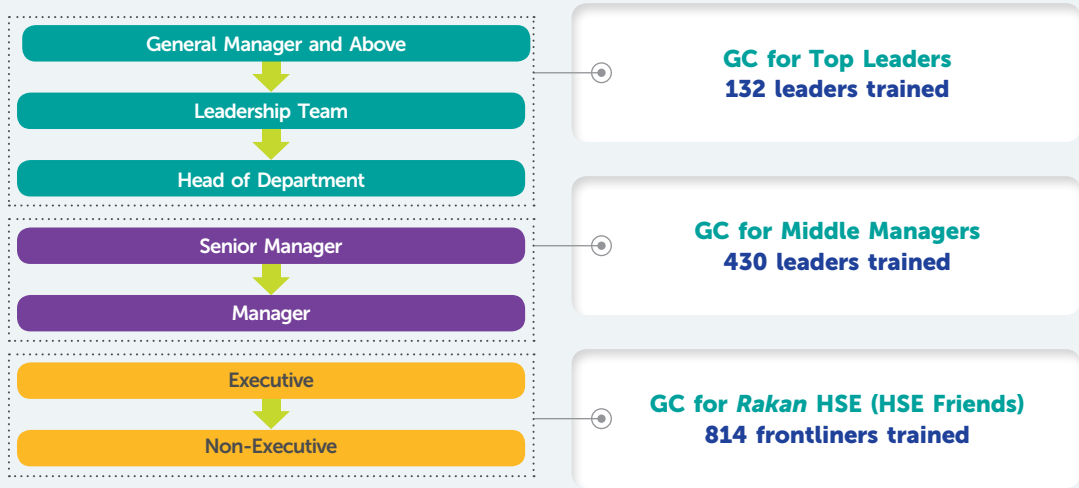 General Manager and Above
Leadership Team
Head of Department
GC for Top Leaders
132 leaders trained
Senior Manager
Manager
GC for Middle Managers
430 leaders trained
Executive
Non-Executive
GC for Rakan HSE (HSE Friends)
814 frontliners trained